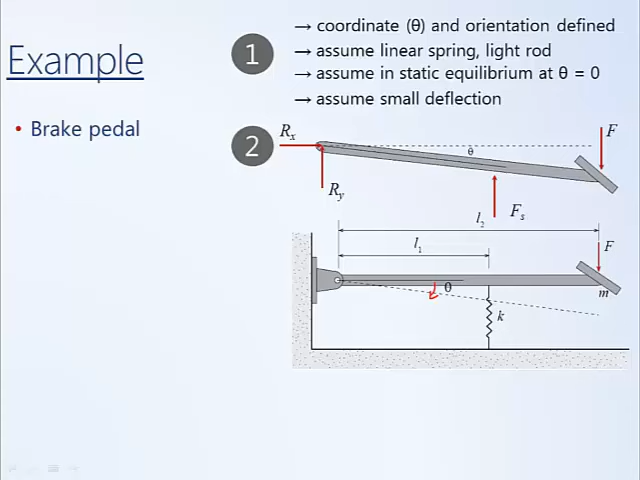 Example
• Brake pedal
1
→ coordinate (θ) and orientation defined
→ assume linear spring, light rod
→ assume in static equilibrium at θ = 0
→ assume small deflection
2
Rx
θ
F
Ry
Fs
l2
l1
F
θ
m
k